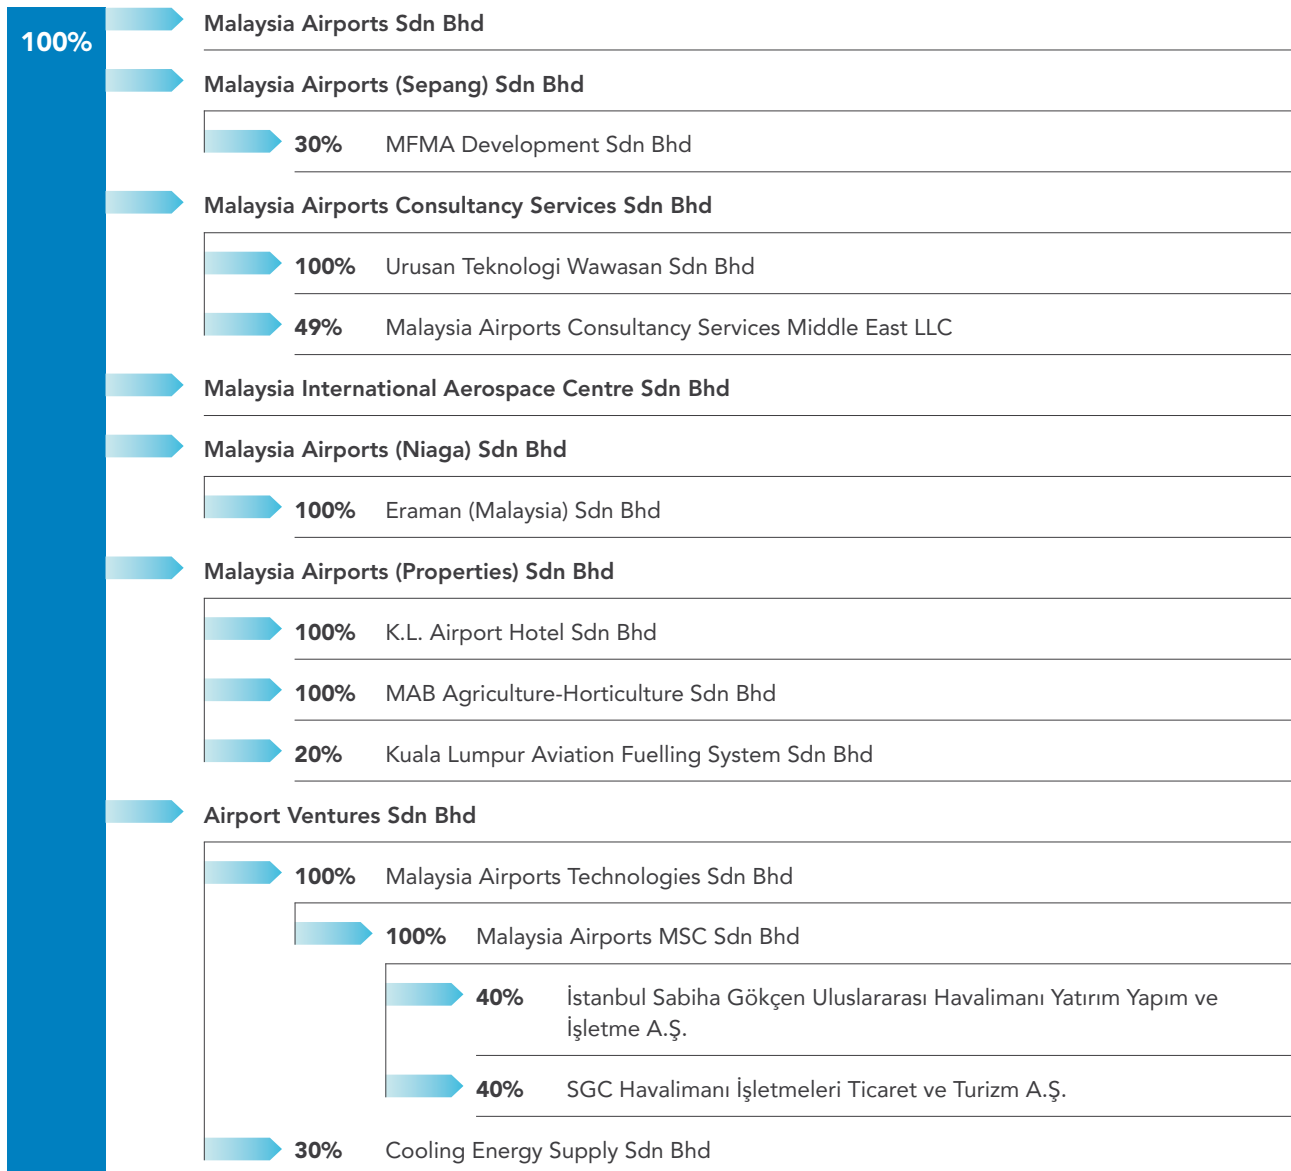 100%
Malaysia Airports Sdn Bhd
Malaysia Airports (Sepang) Sdn Bhd
30% MFMA Development Sdn Bhd
Malaysia Airports Consultancy Services Sdn Bhd
100% Urusan Teknologi Wawasan Sdn Bhd
49% Malaysia Airports Consultancy Services Middle East LLC
Malaysia International Aerospace Centre Sdn Bhd
Malaysia Airports (Niaga) Sdn Bhd
100% Eraman (Malaysia) Sdn Bhd
Malaysia Airports (Properties) Sdn Bhd
100% K.L. Airport Hotel Sdn Bhd
100% MAB Agriculture-Horticulture Sdn Bhd
20% Kuala Lumpur Aviation Fuelling System Sdn Bhd
Airport Ventures Sdn Bhd
100% Malaysia Airports Technologies Sdn Bhd
100% Malaysia Airports MSC Sdn Bhd
40% İstanbul Sabiha Gökçen Uluslararası Havalimanı Yatırım Yapım ve
İşletme A.Ş.
40% SGC Havalimanı İşletmeleri Ticaret ve Turizm A.Ş.
30% Cooling Energy Supply Sdn Bhd